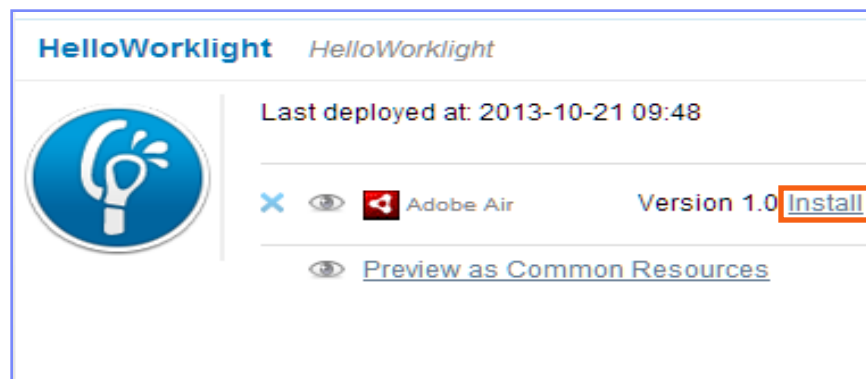 HelloWorklight HelloWorklight
Last deployed at: 2013-10-21 09:48
Adobe Air Version 1.0 Install
Preview as Common Resources